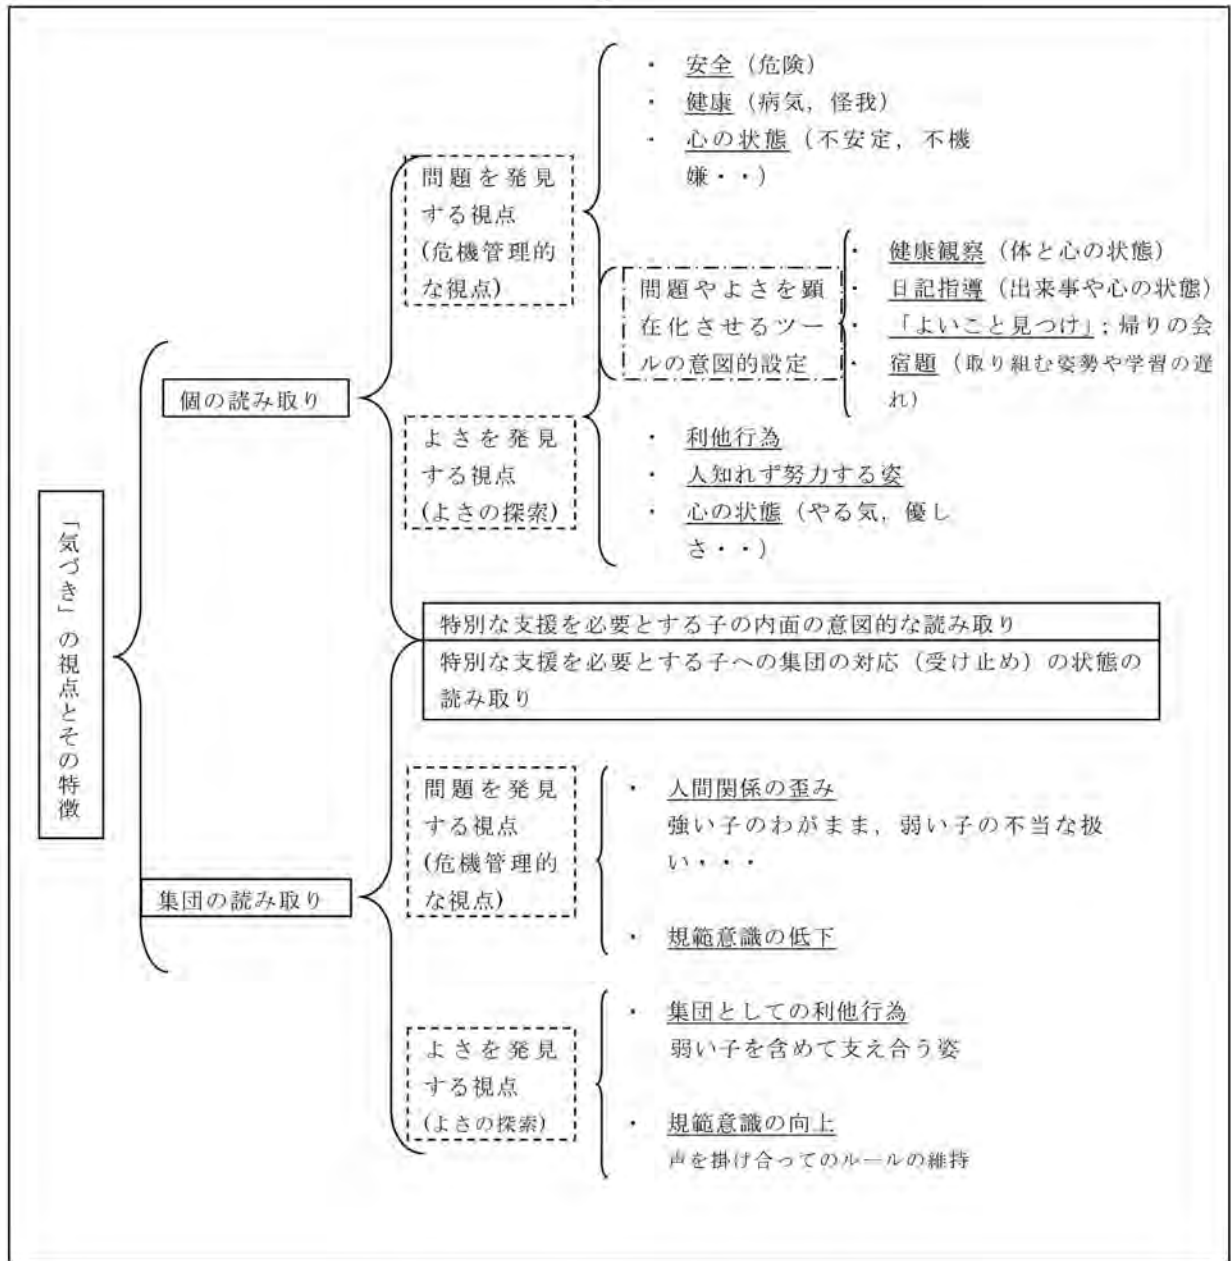 「気づき」の視点とその特徴
個の読み取り
問題を発見
する視点
(危機管理的
な視点)
・ 安全（危険）
・ 健康（病気，怪我）
・ 心の状態（不安定，不機
嫌・・）
問題やよさを顕
在化させるツー
ルの意図的設定
・ 健康観察（体と心の状態）
・ 日記指導（出来事や心の状態）
・ 「よいこと見つけ」；帰りの会
・ 宿題（取り組む姿勢や学習の遅
れ）
よさを発見
する視点
(よさの探索)
・ 利他行為
・ 人知れず努力する姿
・ 心の状態（やる気，優し
さ・・）
特別な支援を必要とする子の内面の意図的な読み取り
特別な支援を必要とする子への集団の対応（受け止め）の状態の
読み取り
集団の読み取り
問題を発見
する視点
(危機管理的
な視点)
・ 人間関係の歪み
強い子のわがまま，弱い子の不当な扱
い・・・
・ 規範意識の低下
よさを発見
する視点
(よさの探索)
・ 集団としての利他行為
弱い子を含めて支え合う姿
・ 規範意識の向上
声を掛け合ってのルールの維持